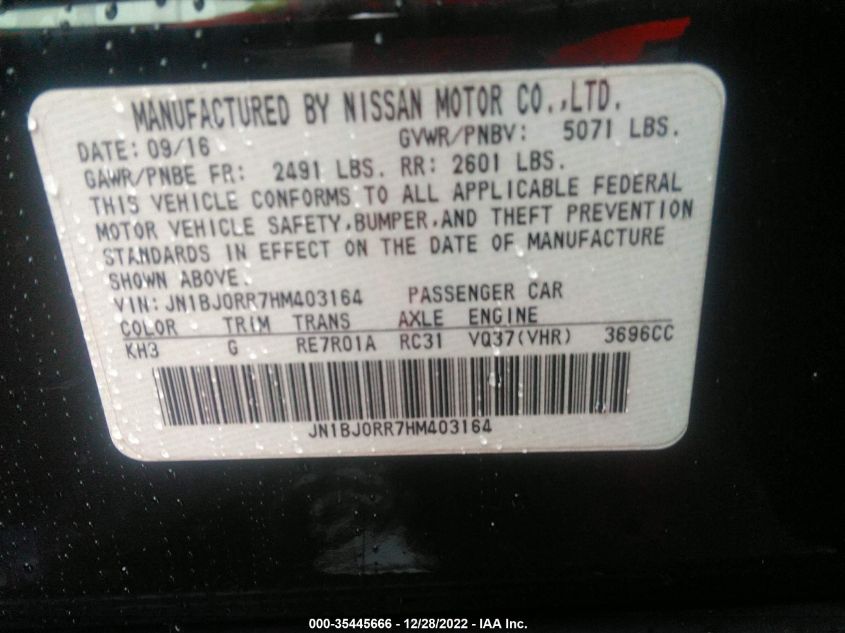 MANUFACTURED BY NISSAN MOTOR CO.,LTD.
DATE: 09/16 GVWR/PNBV: 5071 LBS.
GAWR/PNBE FR: 2491 LBS. RR: 2601 LBS.
THIS VEHICLE CONFORMS TO ALL APPLICABLE FEDERAL
MOTOR VEHICLE SAFETY,BUMPER,AND THEFT PREVENTION
STANDARDS IN EFFECT ON THE DATE OF MANUFACTURE
SHOWN ABOVE.
VIN: JN1BJ0RR7HM403164 PASSENGER CAR
COLOR TRIM TRANS AXLE ENGINE
KH3 G RE7R01A RC31 VQ37(VHR) 3696CC
JN1BJ0RR7HM403164
000-35445666 - 12/28/2022 - IAA Inc.